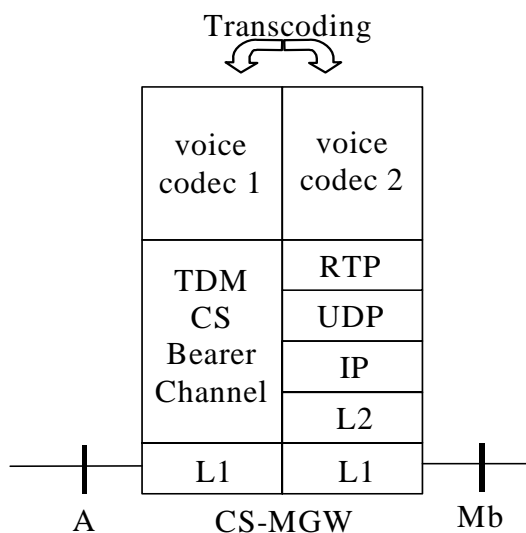 Transcoding
voice
codec 1
voice
codec 2
TDM
CS
Bearer
Channel
RTP
UDP
IP
L2
L1
L1
A
CS-MGW
Mb